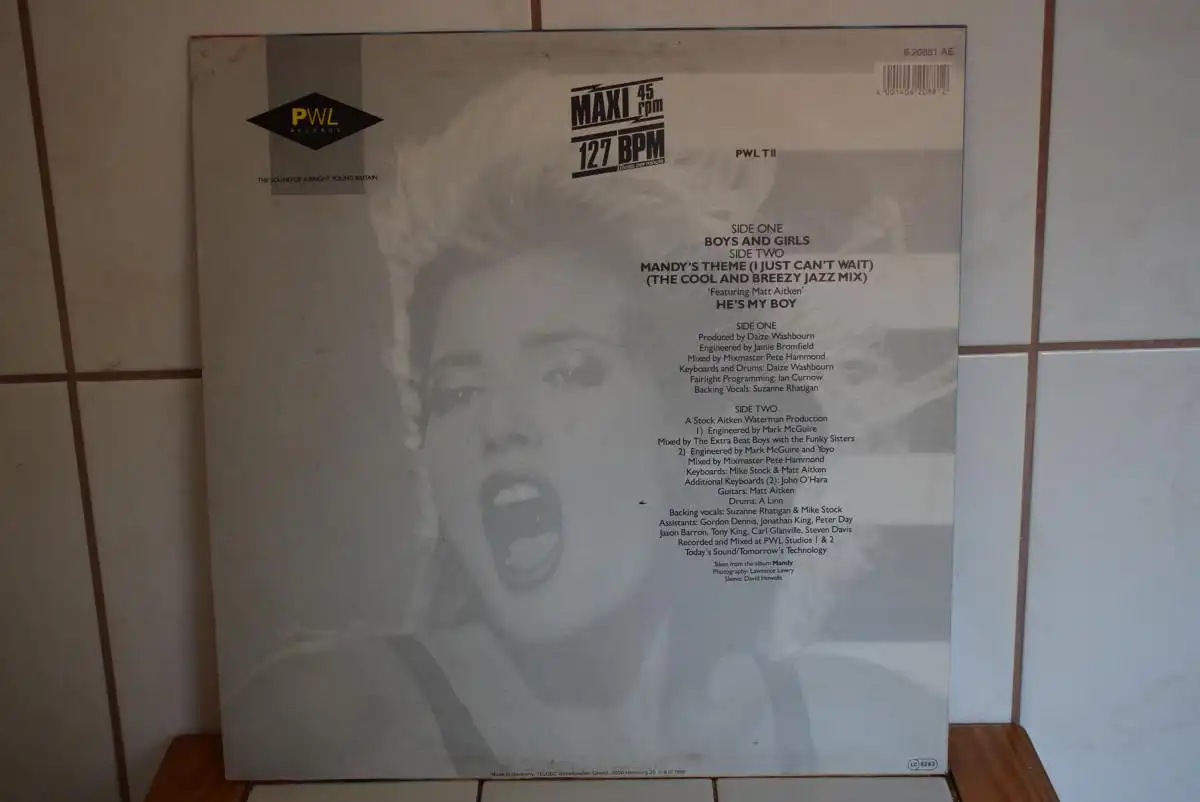 PWL
RECORDS
THE SOUND OF A BRIGHT YOUNG BRITAIN
MAXI 45 rpm
127 BPM
6.20881 AE
PWL T11
SIDE ONE
BOYS AND GIRLS
SIDE TWO
MANDY'S THEME (I JUST CAN'T WAIT)
(THE COOL AND BREEZY JAZZ MIX)
'Featuring Matt Aitken'
HE'S MY BOY
SIDE ONE
Produced by Daize Washbourn
Engineered by Jamie Bromfield
Mixed by Mixmaster Pete Hammond
Keyboards and Drums: Daize Washbourn
Fairlight Programming: Ian Curnow
Backing Vocals: Suzanne Rhatigan
SIDE TWO
A Stock Aitken Waterman Production
1) Engineered by Mark McGuire
Mixed by The Extra Beat Boys with the Funky Sisters
2) Engineered by Mark McGuire and Yoyo
Mixed by Mixmaster Pete Hammond
Keyboards: Mike Stock & Matt Aitken
Additional Keyboards (2): John O'Hara
Guitars: Matt Aitken
Drums: A Linn
Backing vocals: Suzanne Rhatigan & Mike Stock
Assistants: Gordon Dennis, Jonathan King, Peter Day
Jason Barron, Tony King, Carl Glanville, Steven Davis
Recorded and Mixed at PWL Studios 1 & 2
Today's Sound/Tomorrow's Technology
Taken from the album Mandy
Photography: Lawrence Lawry
Sleeve: David Howells
Made in Germany. TELDEC
LC 8283